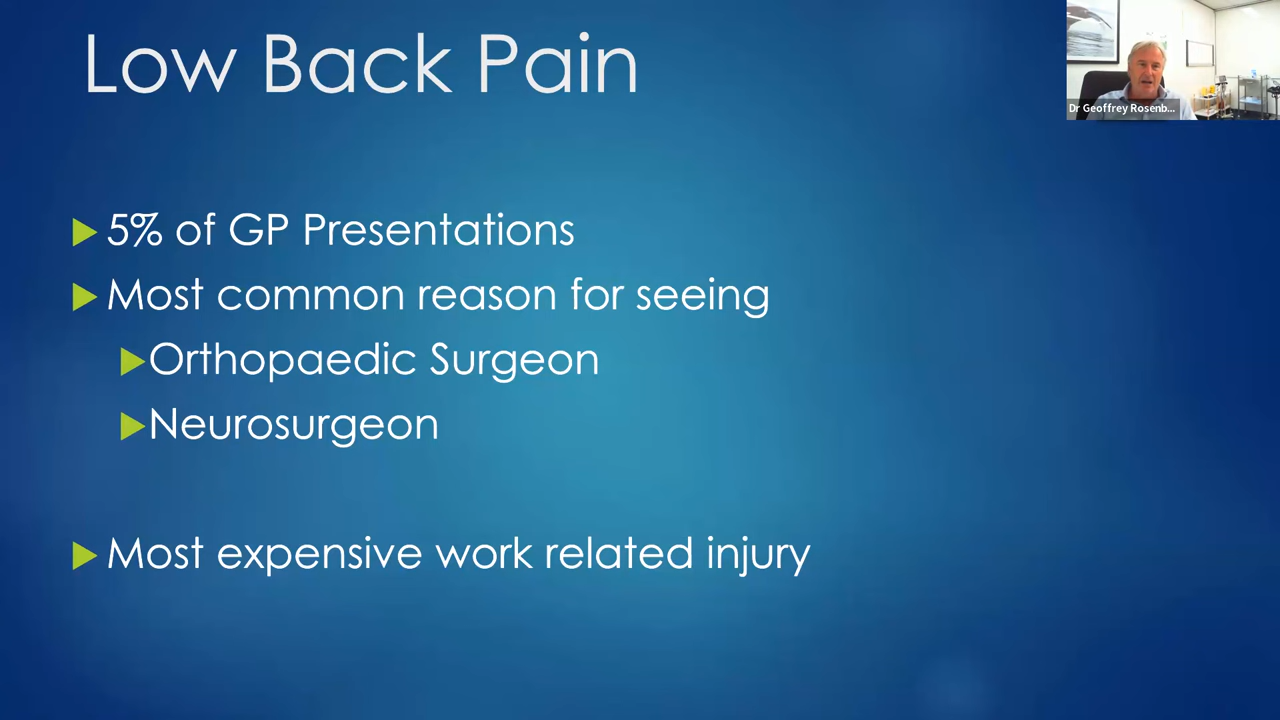 Low Back Pain
Dr Geoffrey Rosenb...
5% of GP Presentations
Most common reason for seeing
Orthopaedic Surgeon
Neurosurgeon
Most expensive work related injury